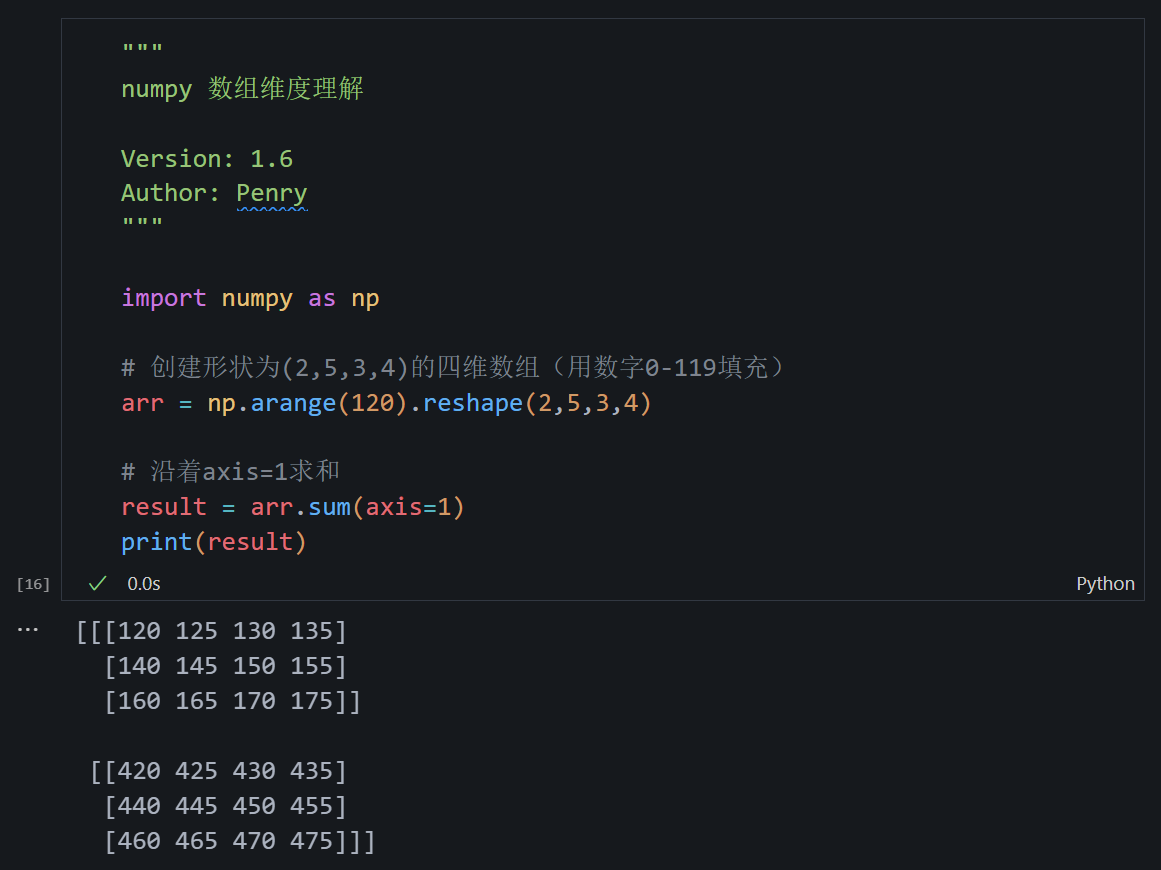 """
numpy 数组维度理解
Version: 1.6
Author: Penry
"""
import numpy as np
# 创建形状为(2,5,3,4)的四维数组（用数字0-119填充）
arr = np.arange(120).reshape(2,5,3,4)
# 沿着axis=1求和
result = arr.sum(axis=1)
print(result)
[16] ✓ 0.0s Python
... [[[120 125 130 135]
[140 145 150 155]
[160 165 170 175]]
[[420 425 430 435]
[440 445 450 455]
[460 465 470 475]]]